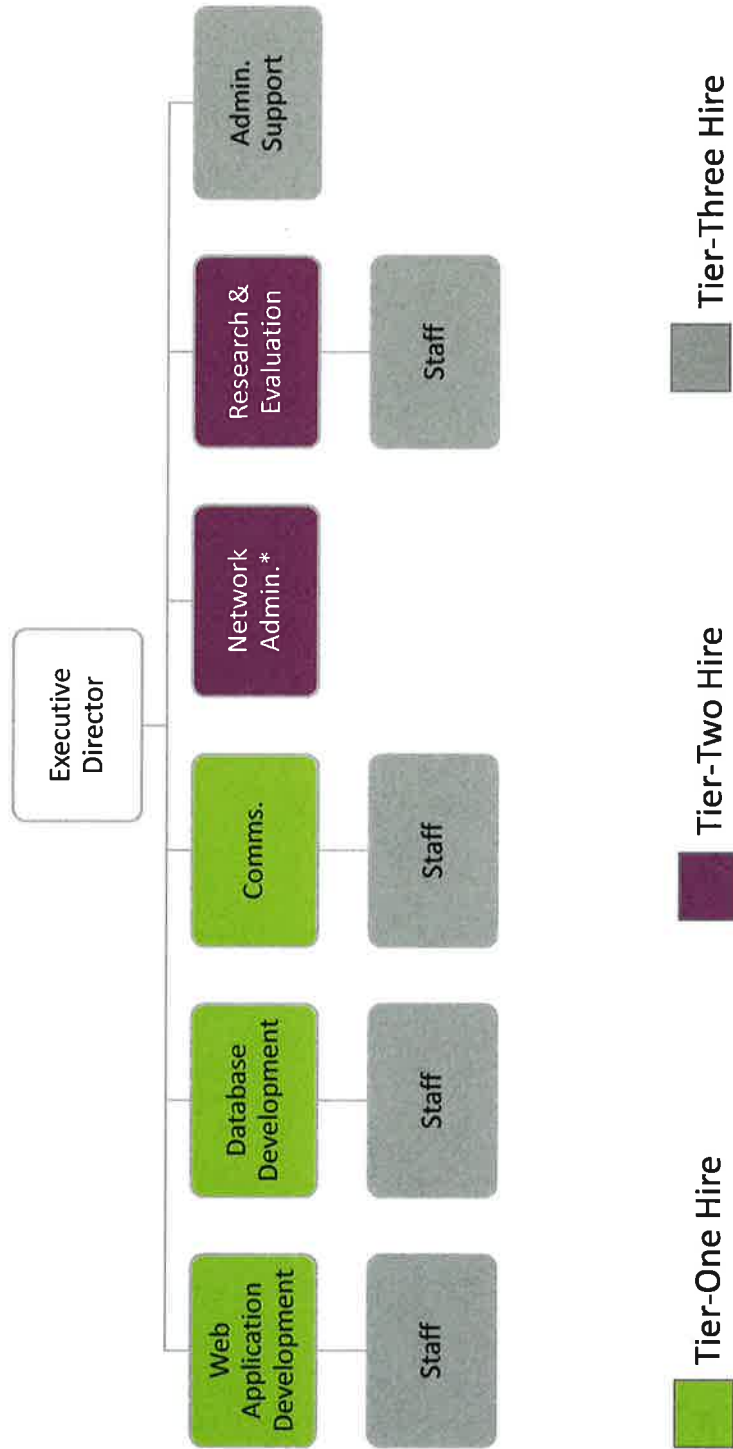 Executive
Director
Web
Application
Development
Database
Development
Comms.
Network
Admin.*
Research &
Evaluation
Admin.
Support
Staff
Staff
Staff
Staff
Tier-One Hire
Tier-Two Hire
Tier-Three Hire